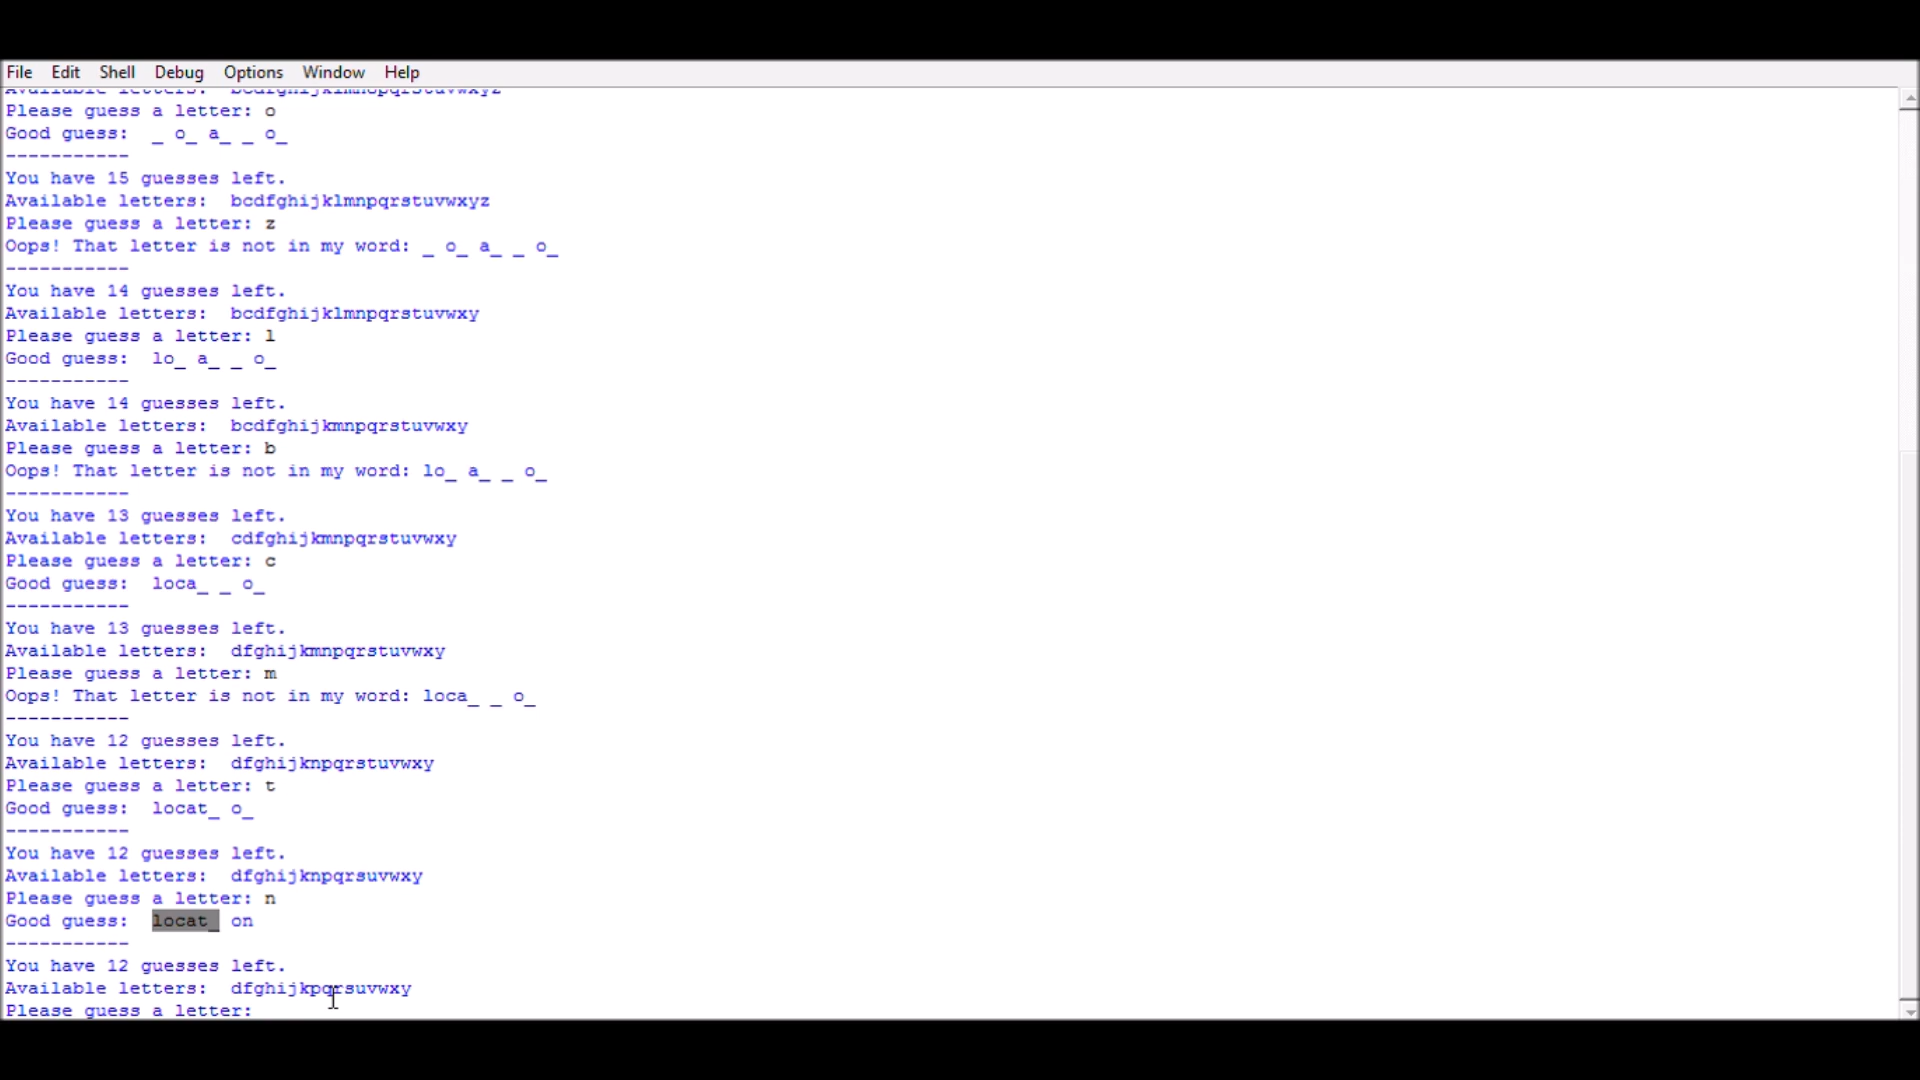 File Edit Shell Debug Options Window Help
Available letters:  bcdfghijklmnopqrstuvwxyz
Please guess a letter: o
Good guess:  _ o_ a_ _ o_
-----------
You have 15 guesses left.
Available letters:  bcdfghijklmnpqrstuvwxyz
Please guess a letter: z
Oops! That letter is not in my word: _ o_ a_ _ o_
-----------
You have 14 guesses left.
Available letters:  bcdfghijklmnpqrstuvwxy
Please guess a letter: l
Good guess:  lo_ a_ _ o_
-----------
You have 14 guesses left.
Available letters:  bcdfghijkmnpqrstuvwxy
Please guess a letter: b
Oops! That letter is not in my word: lo_ a_ _ o_
-----------
You have 13 guesses left.
Available letters:  cdfghijkmnpqrstuvwxy
Please guess a letter: c
Good guess:  loca_ _ o_
-----------
You have 13 guesses left.
Available letters:  dfghijkmnpqrstuvwxy
Please guess a letter: m
Oops! That letter is not in my word: loca_ _ o_
-----------
You have 12 guesses left.
Available letters:  dfghijknpqrstuvwxy
Please guess a letter: t
Good guess:  locat_ o_
-----------
You have 12 guesses left.
Available letters:  dfghijknpqrsuvwxy
Please guess a letter: n
Good guess:  locat_ on
-----------
You have 12 guesses left.
Available letters:  dfghijkpqrsuvwxy
Please guess a letter: